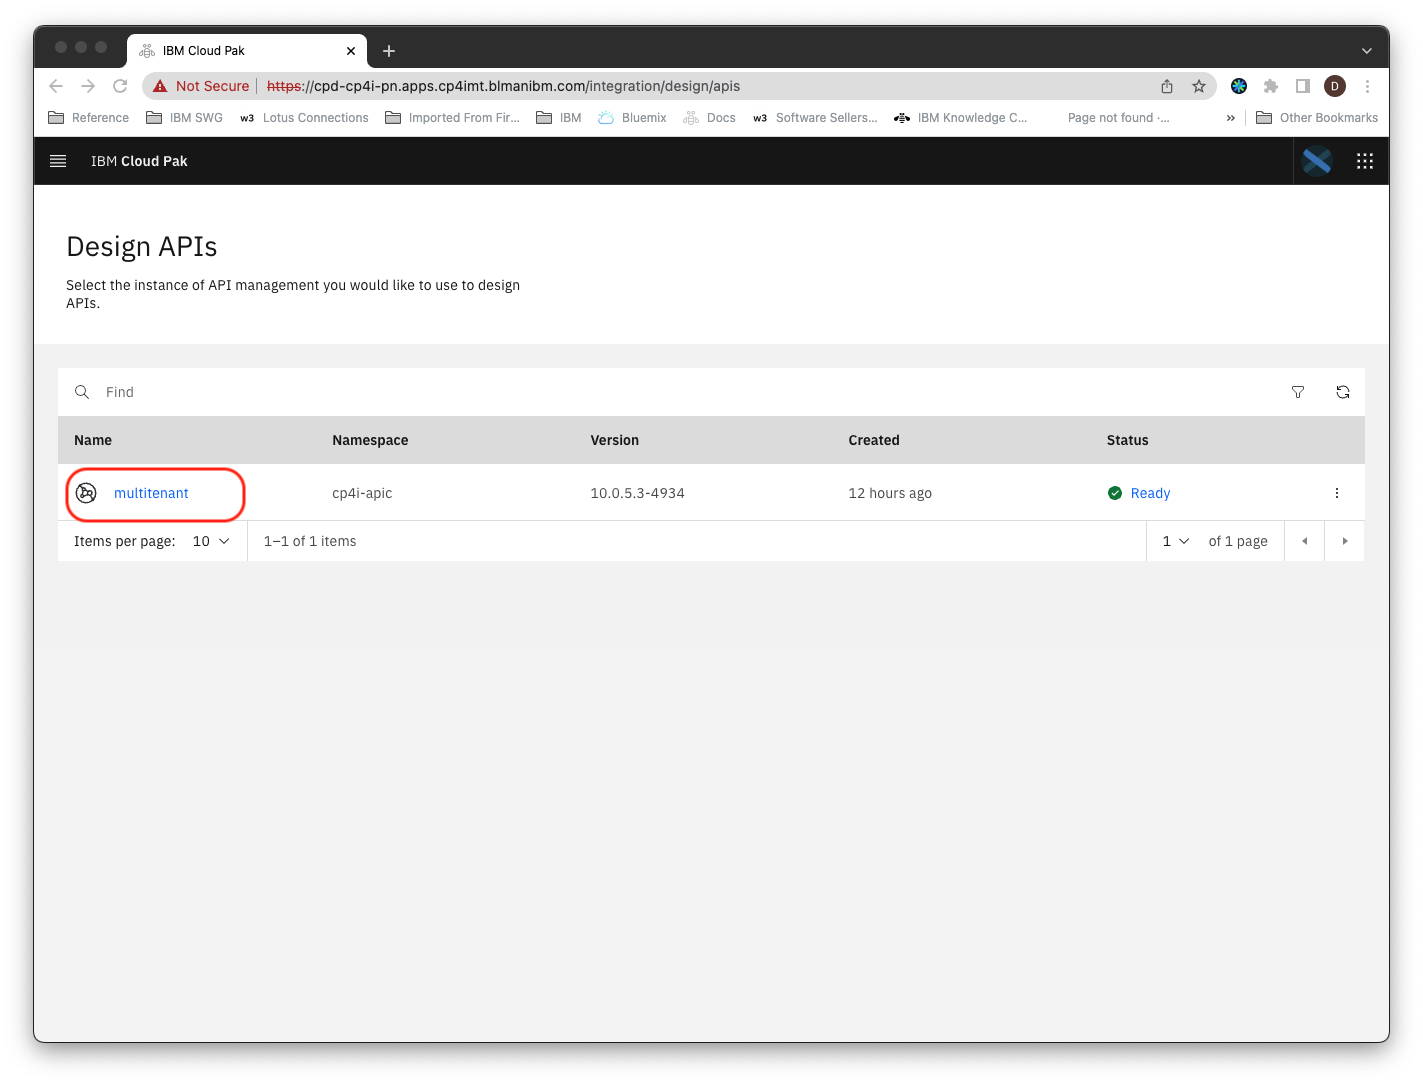 IBM Cloud Pak
Not Secure https://cpd-cp4i-pn.apps.cp4imt.blmanibm.com/integration/design/apis D
Reference IBM SWG w3 Lotus Connections Imported From Fir... IBM Bluemix Docs w3 Software Sellers... IBM Knowledge C... Page not found -... » Other Bookmarks
IBM Cloud Pak
Design APIs
Select the instance of API management you would like to use to design
APIs.
Find
Name Namespace Version Created Status
multitenant cp4i-apic 10.0.5.3-4934 12 hours ago Ready
Items per page: 10 1–1 of 1 items 1 of 1 page